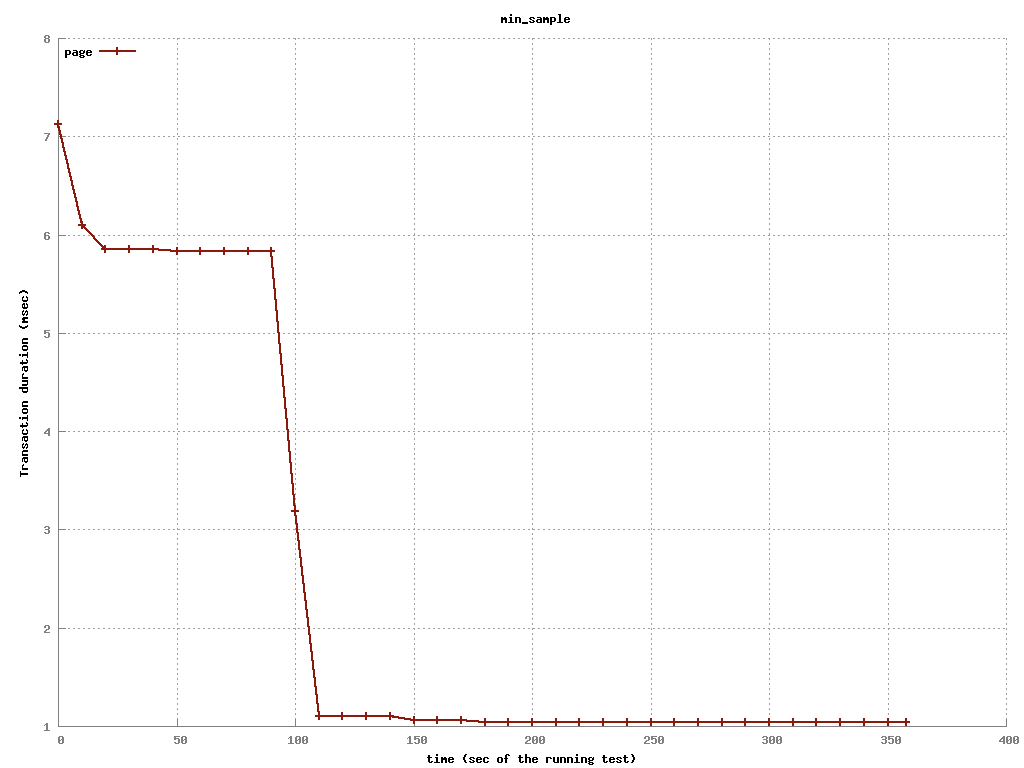 min_sample
8
page
7
6
5
4
3
2
1
Transaction duration (msec)
0 50 100 150 200 250 300 350 400
time (sec of the running test)